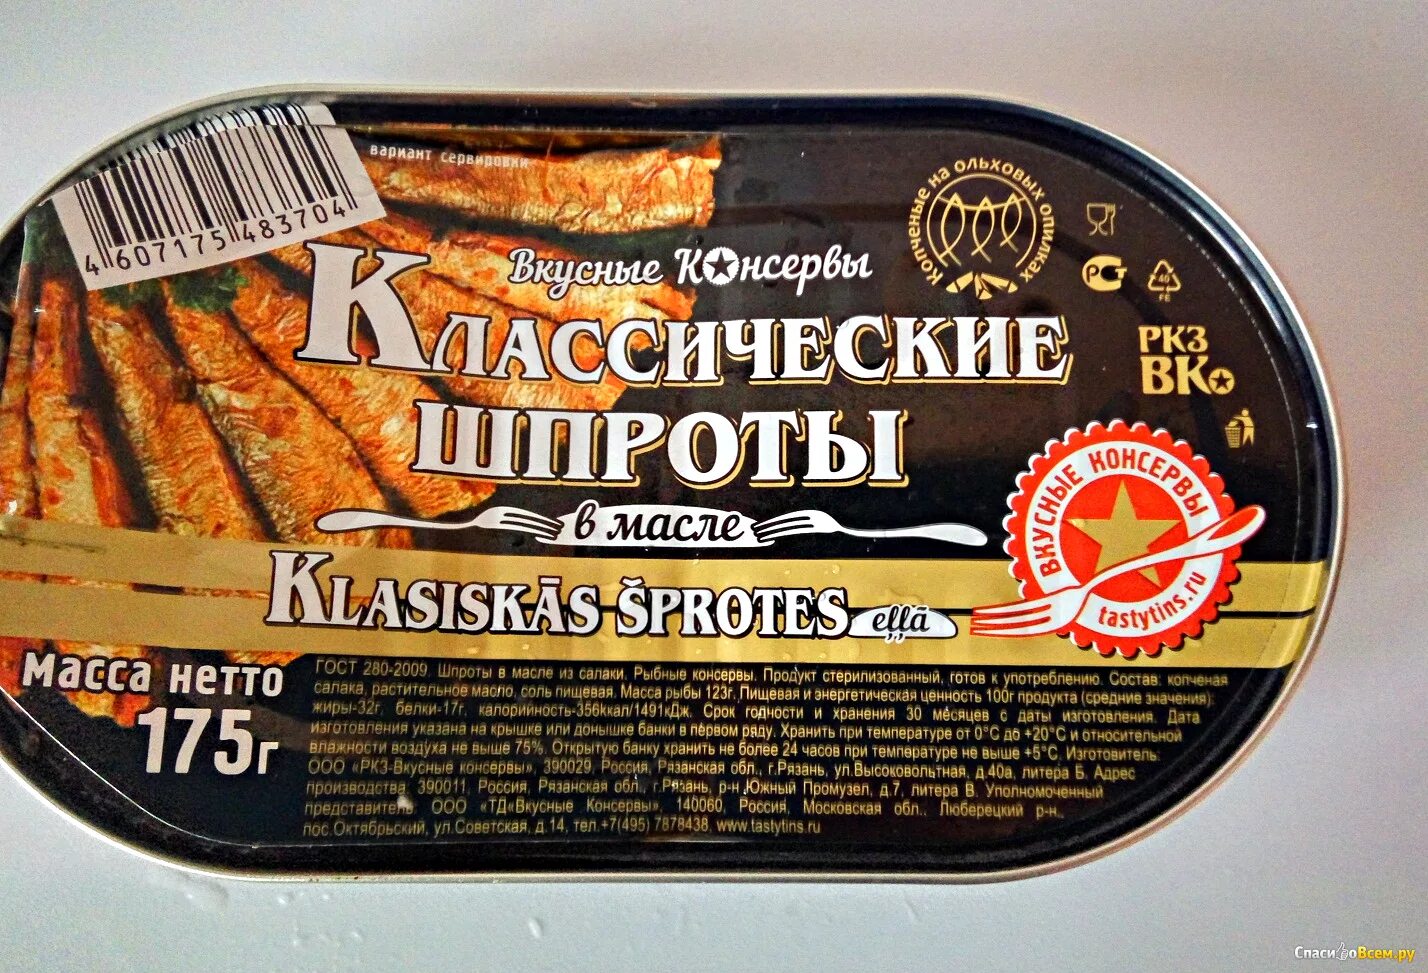 вариант сервировки
4 607175 483704
Вкусные Консервы
Классические
шпроты
в масле
Klasiskās šprotes eļļā
Копченые на ольховых опилках
РСТ
40
FE
РКЗ
ВК
ВКУСНЫЕ КОНСЕРВЫ
tastytins.ru
Масса нетто
175г
ГОСТ 280-2009. Шпроты в масле из салаки. Рыбные консервы. Продукт стерилизованный, готов к употреблению. Состав: копченая
салака, растительное масло, соль пищевая. Масса рыбы 123г. Пищевая и энергетическая ценность 100г продукта (средние значения):
жиры-32г, белки-17г, калорийность-356ккал/1491кДж. Срок годности и хранения 30 месяцев с даты изготовления. Дата
изготовления указана на крышке или донышке банки в первом ряду. Хранить при температуре от 0°С до +20°С и относительной
влажности воздуха не выше 75%. Открытую банку хранить не более 24 часов при температуре не выше +5°С. Изготовитель:
ООО «РКЗ-Вкусные консервы», 390029, Россия, Рязанская обл., г.Рязань, ул.Высоковольтная, д.40а, литера Б. Адрес
производства: 390011, Россия, Рязанская обл., г.Рязань, р-н Южный Промузел, д.7, литера В. Уполномоченный
представитель: ООО «ТД«Вкусные Консервы», 140060, Россия, Московская обл., Люберецкий р-н.,
пос.Октябрьский, ул.Советская, д.14, тел.+7(495) 7878438, www.tastytins.ru
СпасибоВсем.ру